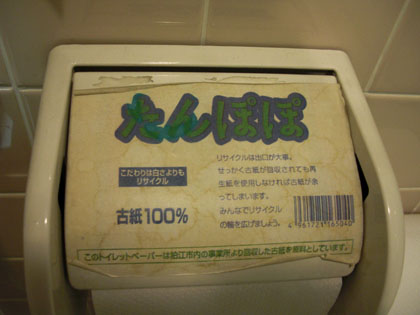 たんぽぽ
こだわりは白さよりも
リサイクル
古紙100%
リサイクルは出口が大事。
せっかく古紙が回収されても再
生紙を使用しなければ古紙が余
ってしまいます。
みんなでリサイクル
の輪を広げましょう。
4 961721 165040
このトイレットペーパーは狛江市内の事業所より回収した古紙を原料としています。